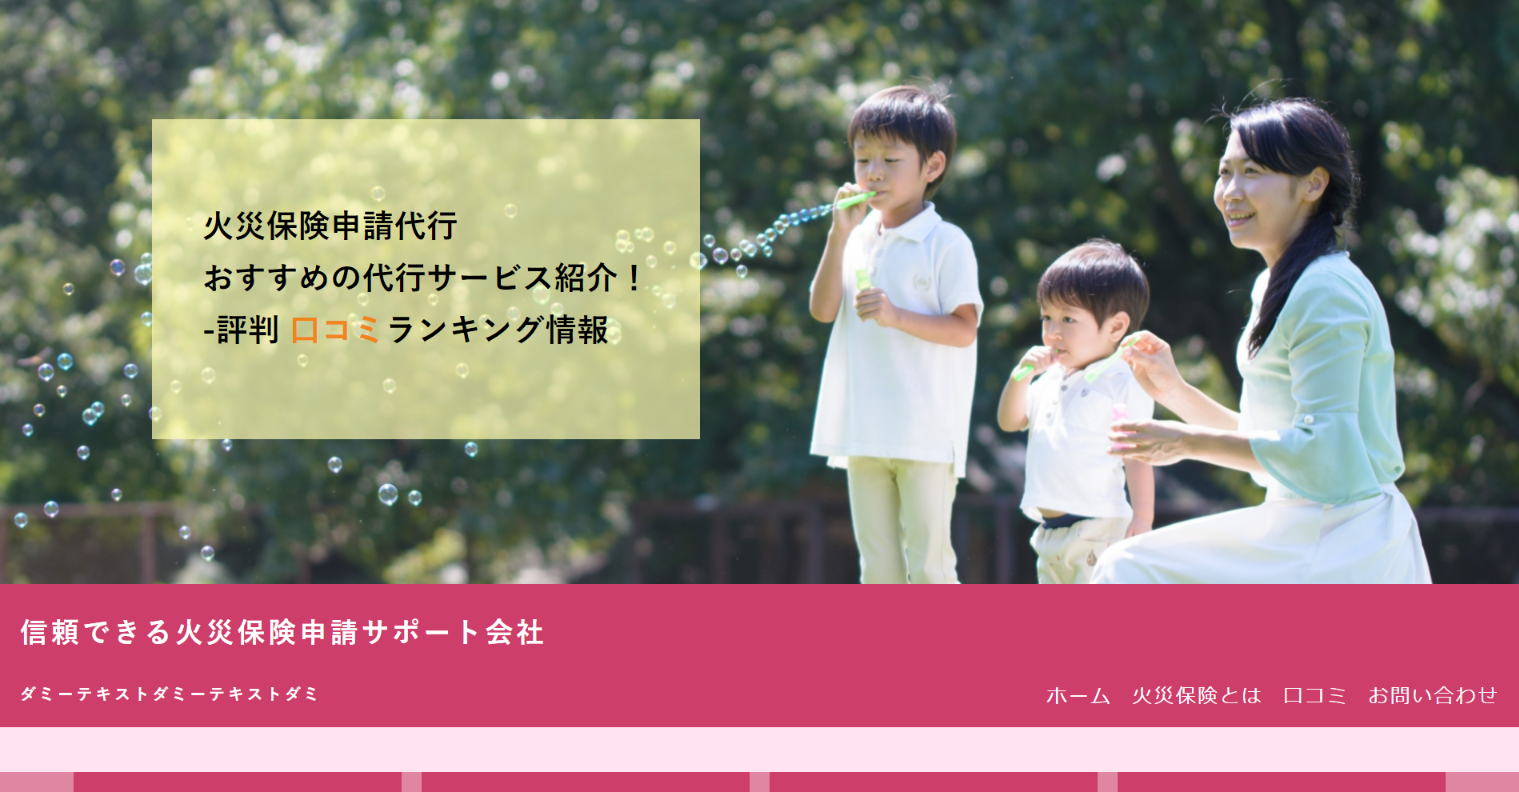 火災保険申請代行
おすすめの代行サービス紹介！
-評判 口コミランキング情報
信頼できる火災保険申請サポート会社
ダミーテキストダミーテキストダミ
ホーム 火災保険とは 口コミ お問い合わせ